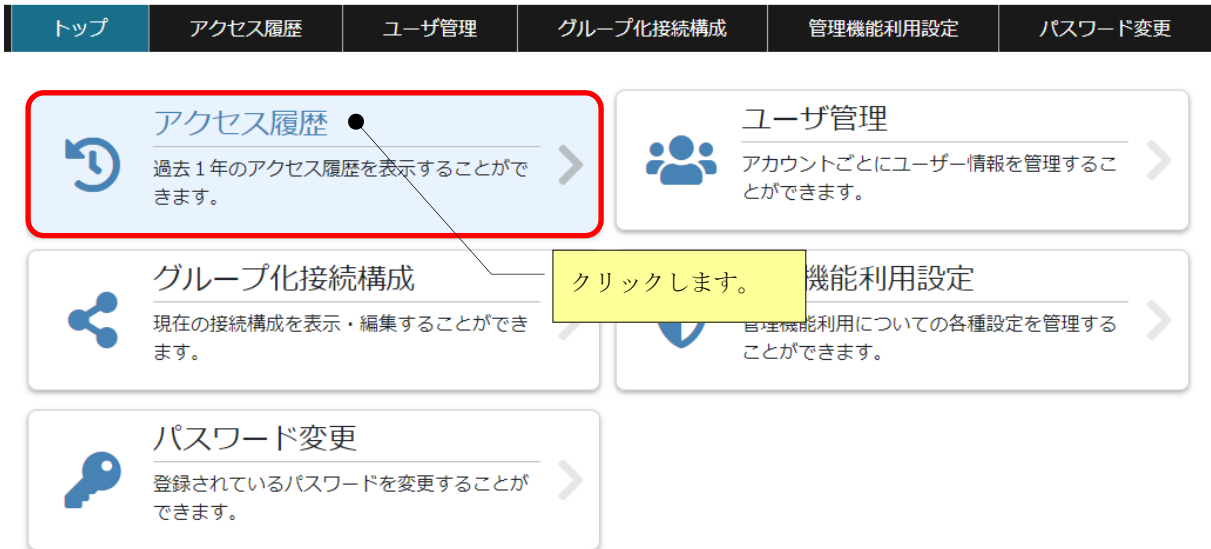 トップ
アクセス履歴
ユーザ管理
グループ化接続構成
管理機能利用設定
パスワード変更
アクセス履歴
過去１年のアクセス履歴を表示することがで
きます。
ユーザ管理
アカウントごとにユーザー情報を管理するこ
とができます。
クリックします。
グループ化接続構成
現在の接続構成を表示・編集することができ
ます。
機能利用設定
管理機能利用についての各種設定を管理する
ことができます。
パスワード変更
登録されているパスワードを変更することが
できます。